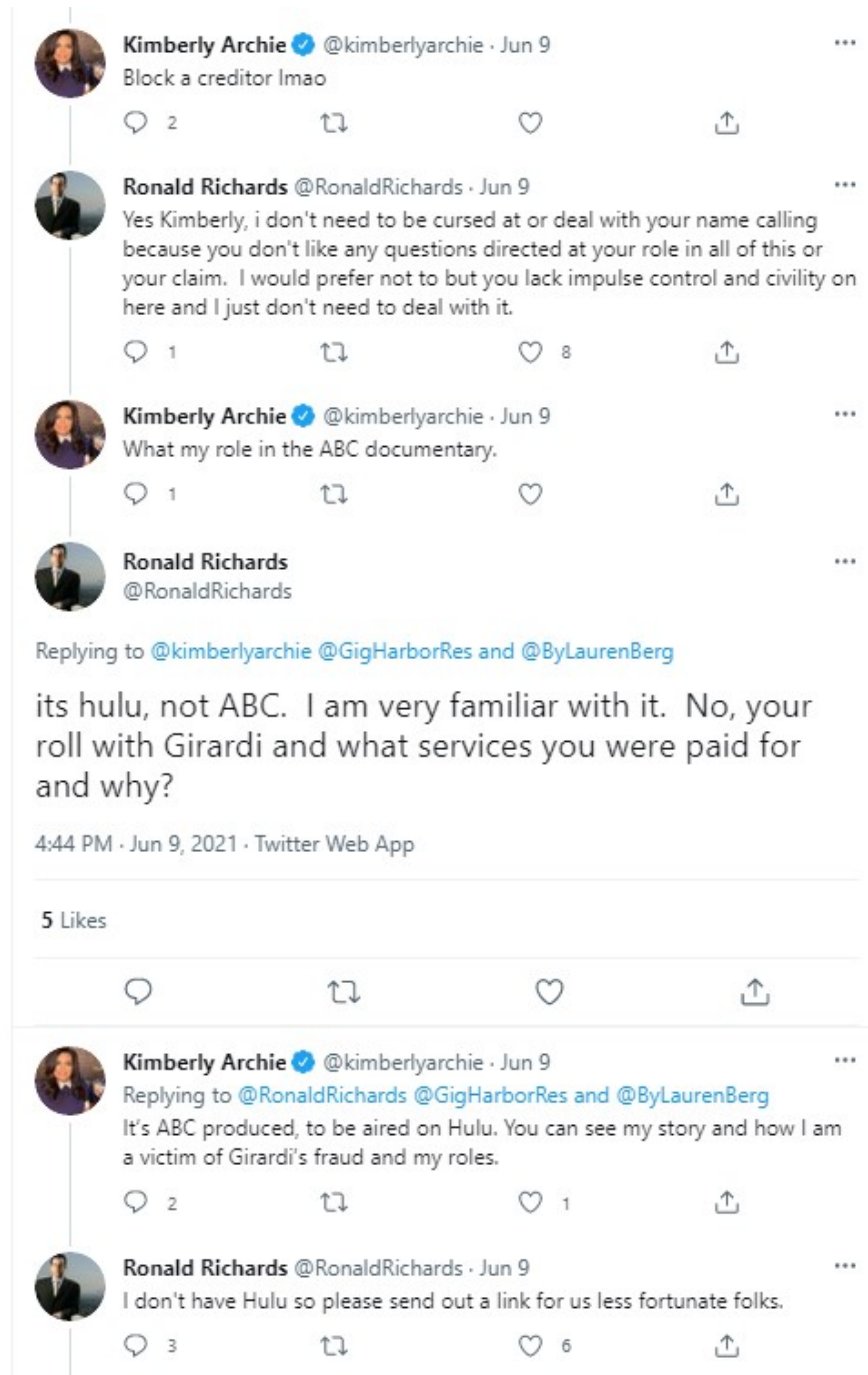 Kimberly Archie @kimberlyarchie · Jun 9
Block a creditor lmao
2
Ronald Richards @RonaldRichards · Jun 9
Yes Kimberly, i don't need to be cursed at or deal with your name calling
because you don't like any questions directed at your role in all of this or
your claim.  I would prefer not to but you lack impulse control and civility on
here and I just don't need to deal with it.
1 8
Kimberly Archie @kimberlyarchie · Jun 9
What my role in the ABC documentary.
1
Ronald Richards
@RonaldRichards
Replying to @kimberlyarchie @GigHarborRes and @ByLaurenBerg
its hulu, not ABC.  I am very familiar with it.  No, your
roll with Girardi and what services you were paid for
and why?
4:44 PM · Jun 9, 2021 · Twitter Web App
5 Likes
Kimberly Archie @kimberlyarchie · Jun 9
Replying to @RonaldRichards @GigHarborRes and @ByLaurenBerg
It's ABC produced, to be aired on Hulu. You can see my story and how I am
a victim of Girardi's fraud and my roles.
2 1
Ronald Richards @RonaldRichards · Jun 9
I don't have Hulu so please send out a link for us less fortunate folks.
3 6